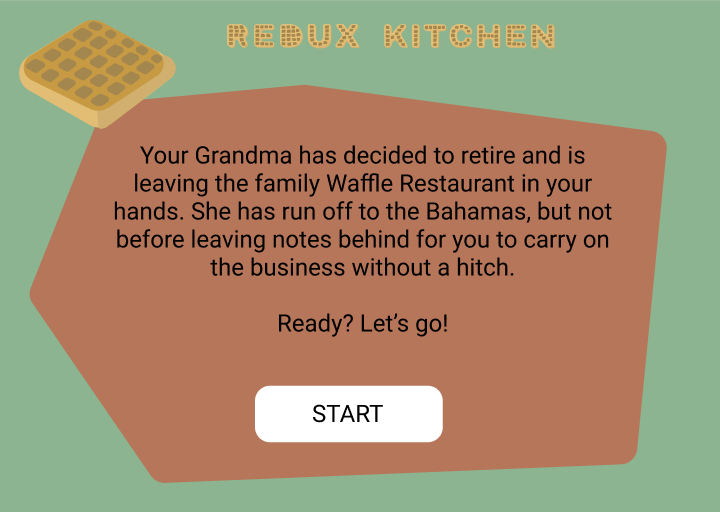 REDUX KITCHEN
Your Grandma has decided to retire and is
leaving the family Waffle Restaurant in your
hands. She has run off to the Bahamas, but not
before leaving notes behind for you to carry on
the business without a hitch.
Ready? Let’s go!
START